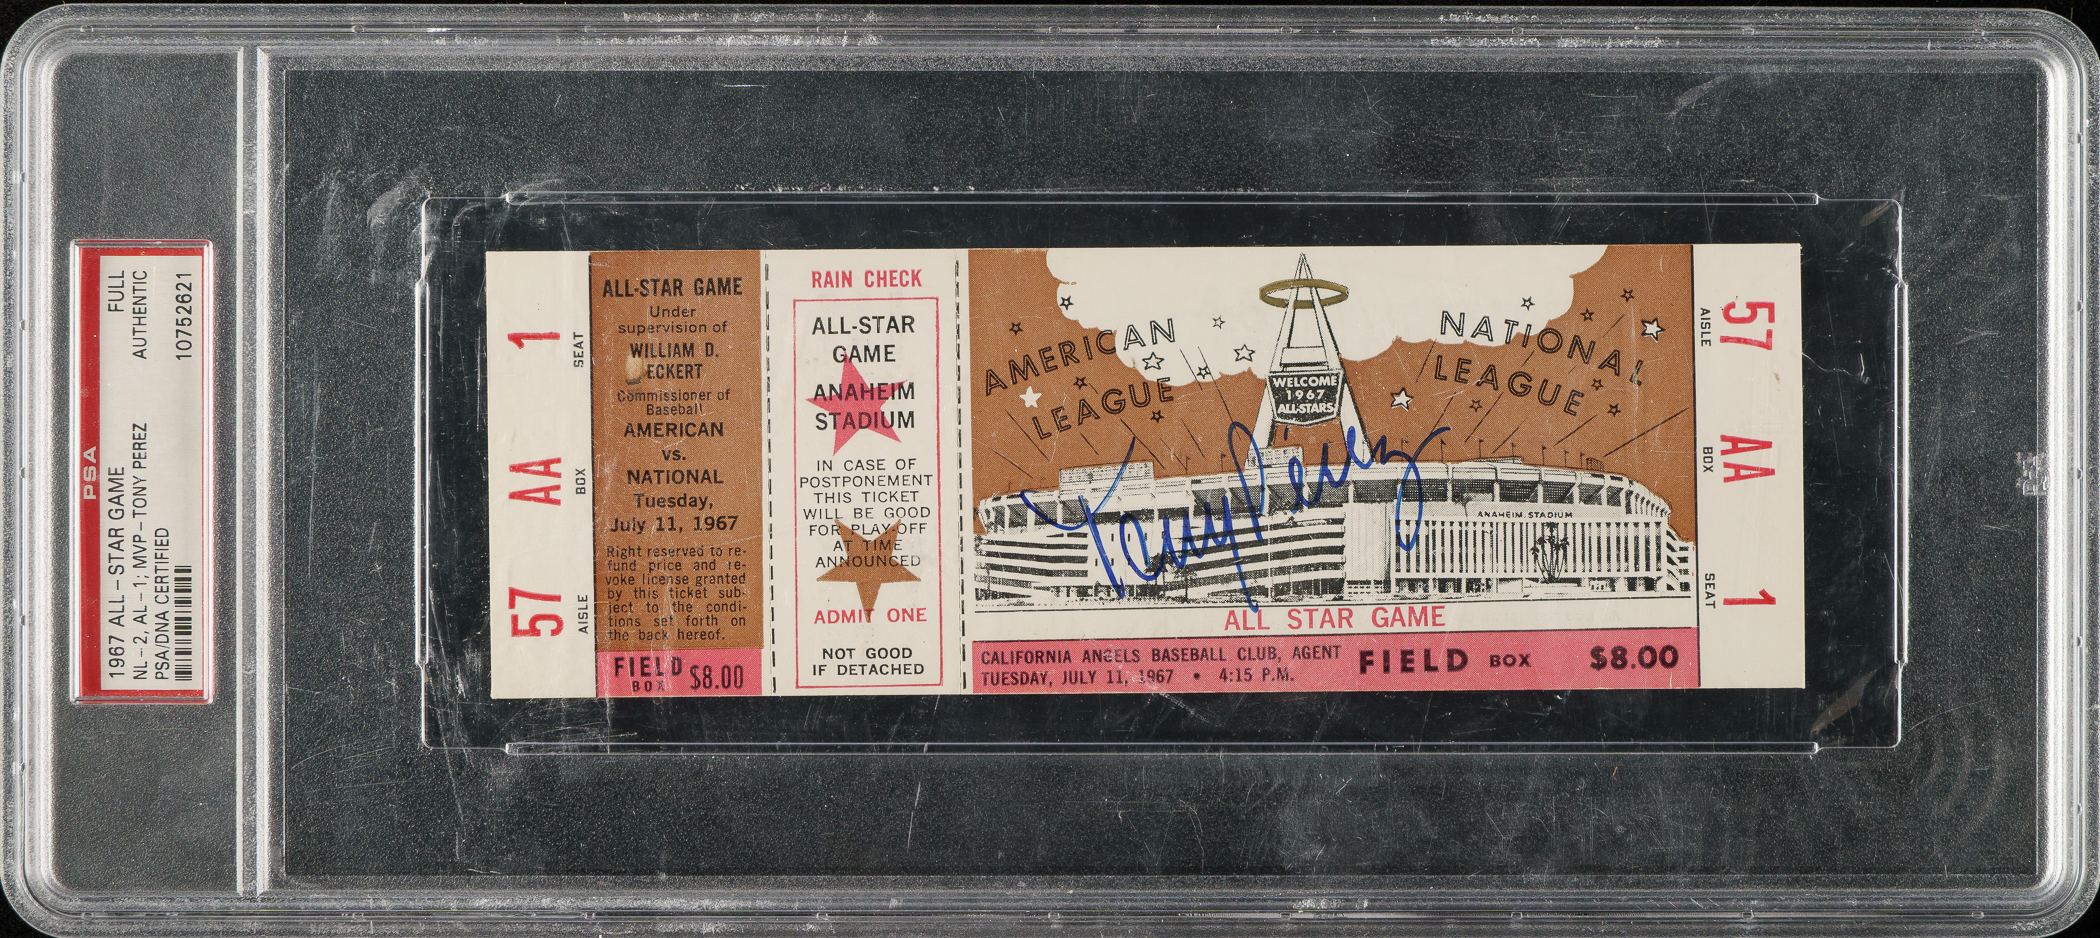 PSA
1967 ALL-STAR GAME FULL
NL-2, AL-1; MVP-TONY PEREZ AUTHENTIC
PSA/DNA CERTIFIED 10752621
57 AA 1
AISLE BOX SEAT
ALL-STAR GAME
Under
supervision of
WILLIAM D.
ECKERT
Commissioner of
Baseball
AMERICAN
vs.
NATIONAL
Tuesday,
July 11, 1967
Right reserved to re-
fund price and re-
voke license granted
by this ticket sub-
ject to the condi-
tions set forth on
the back hereof.
FIELD
BOX $8.00
RAIN CHECK
ALL-STAR
GAME
ANAHEIM
STADIUM
IN CASE OF
POSTPONEMENT
THIS TICKET
WILL BE GOOD
FOR PLAY-OFF
AT TIME
ANNOUNCED
ADMIT ONE
NOT GOOD
IF DETACHED
AMERICAN
LEAGUE
NATIONAL
LEAGUE
WELCOME
1967
ALL-STARS
Tony Pérez
ANAHEIM STADIUM
ALL STAR GAME
CALIFORNIA ANGELS BASEBALL CLUB, AGENT
TUESDAY, JULY 11, 1967 • 4:15 P.M.
FIELD BOX $8.00
57 AA 1
AISLE BOX SEAT